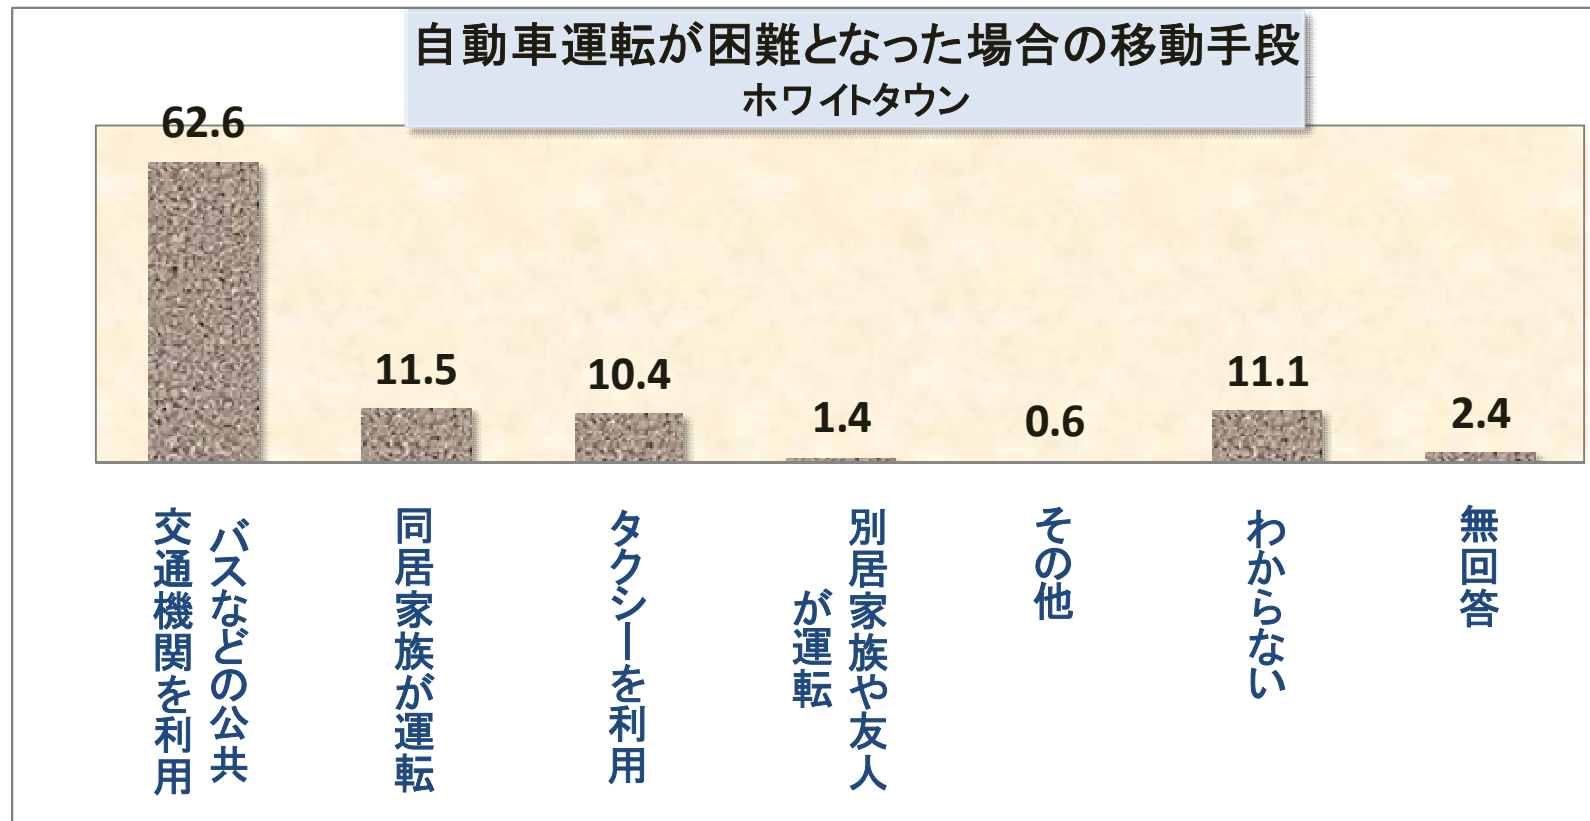 自動車運転が困難となった場合の移動手段
ホワイトタウン
62.6
11.5
10.4
1.4
0.6
11.1
2.4
バスなどの公共
交通機関を利用
同居家族が運転
タクシーを利用
別居家族や友人
が運転
その他
わからない
無回答